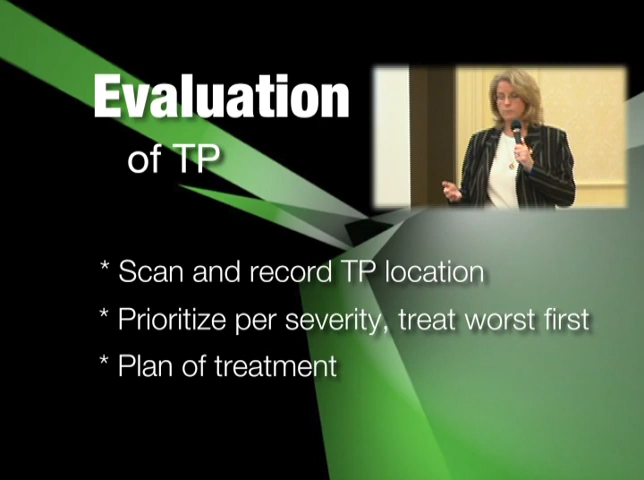 Evaluation
of TP
* Scan and record TP location
* Prioritize per severity, treat worst first
* Plan of treatment